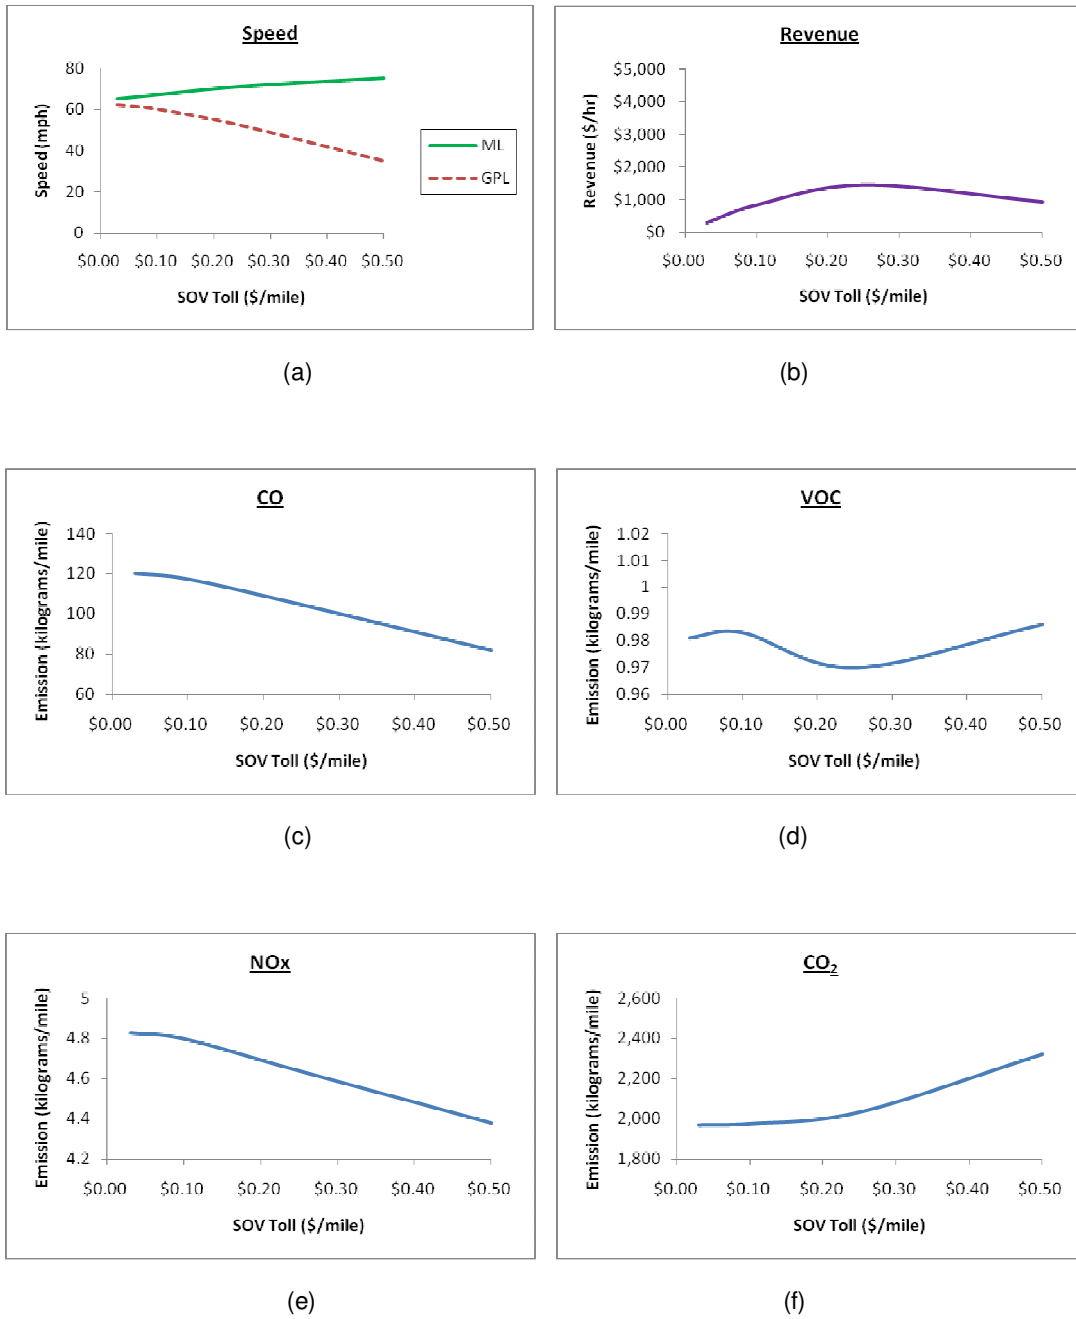 Speed
80
60
40
20
0
Speed (mph)
$0.00 $0.10 $0.20 $0.30 $0.40 $0.50
SOV Toll ($/mile)
ML
GPL
(a)
Revenue
$5,000
$4,000
$3,000
$2,000
$1,000
$0
Revenue ($/hr)
$0.00 $0.10 $0.20 $0.30 $0.40 $0.50
SOV Toll ($/mile)
(b)
CO
140
120
100
80
60
Emission (kilograms/mile)
$0.00 $0.10 $0.20 $0.30 $0.40 $0.50
SOV Toll ($/mile)
(c)
VOC
1.02
1.01
1
0.99
0.98
0.97
0.96
Emission (kilograms/mile)
$0.00 $0.10 $0.20 $0.30 $0.40 $0.50
SOV Toll ($/mile)
(d)
NOx
5
4.8
4.6
4.4
4.2
Emission (kilograms/mile)
$0.00 $0.10 $0.20 $0.30 $0.40 $0.50
SOV Toll ($/mile)
(e)
CO₂
2,600
2,400
2,200
2,000
1,800
Emission (kilograms/mile)
$0.00 $0.10 $0.20 $0.30 $0.40 $0.50
SOV Toll ($/mile)
(f)